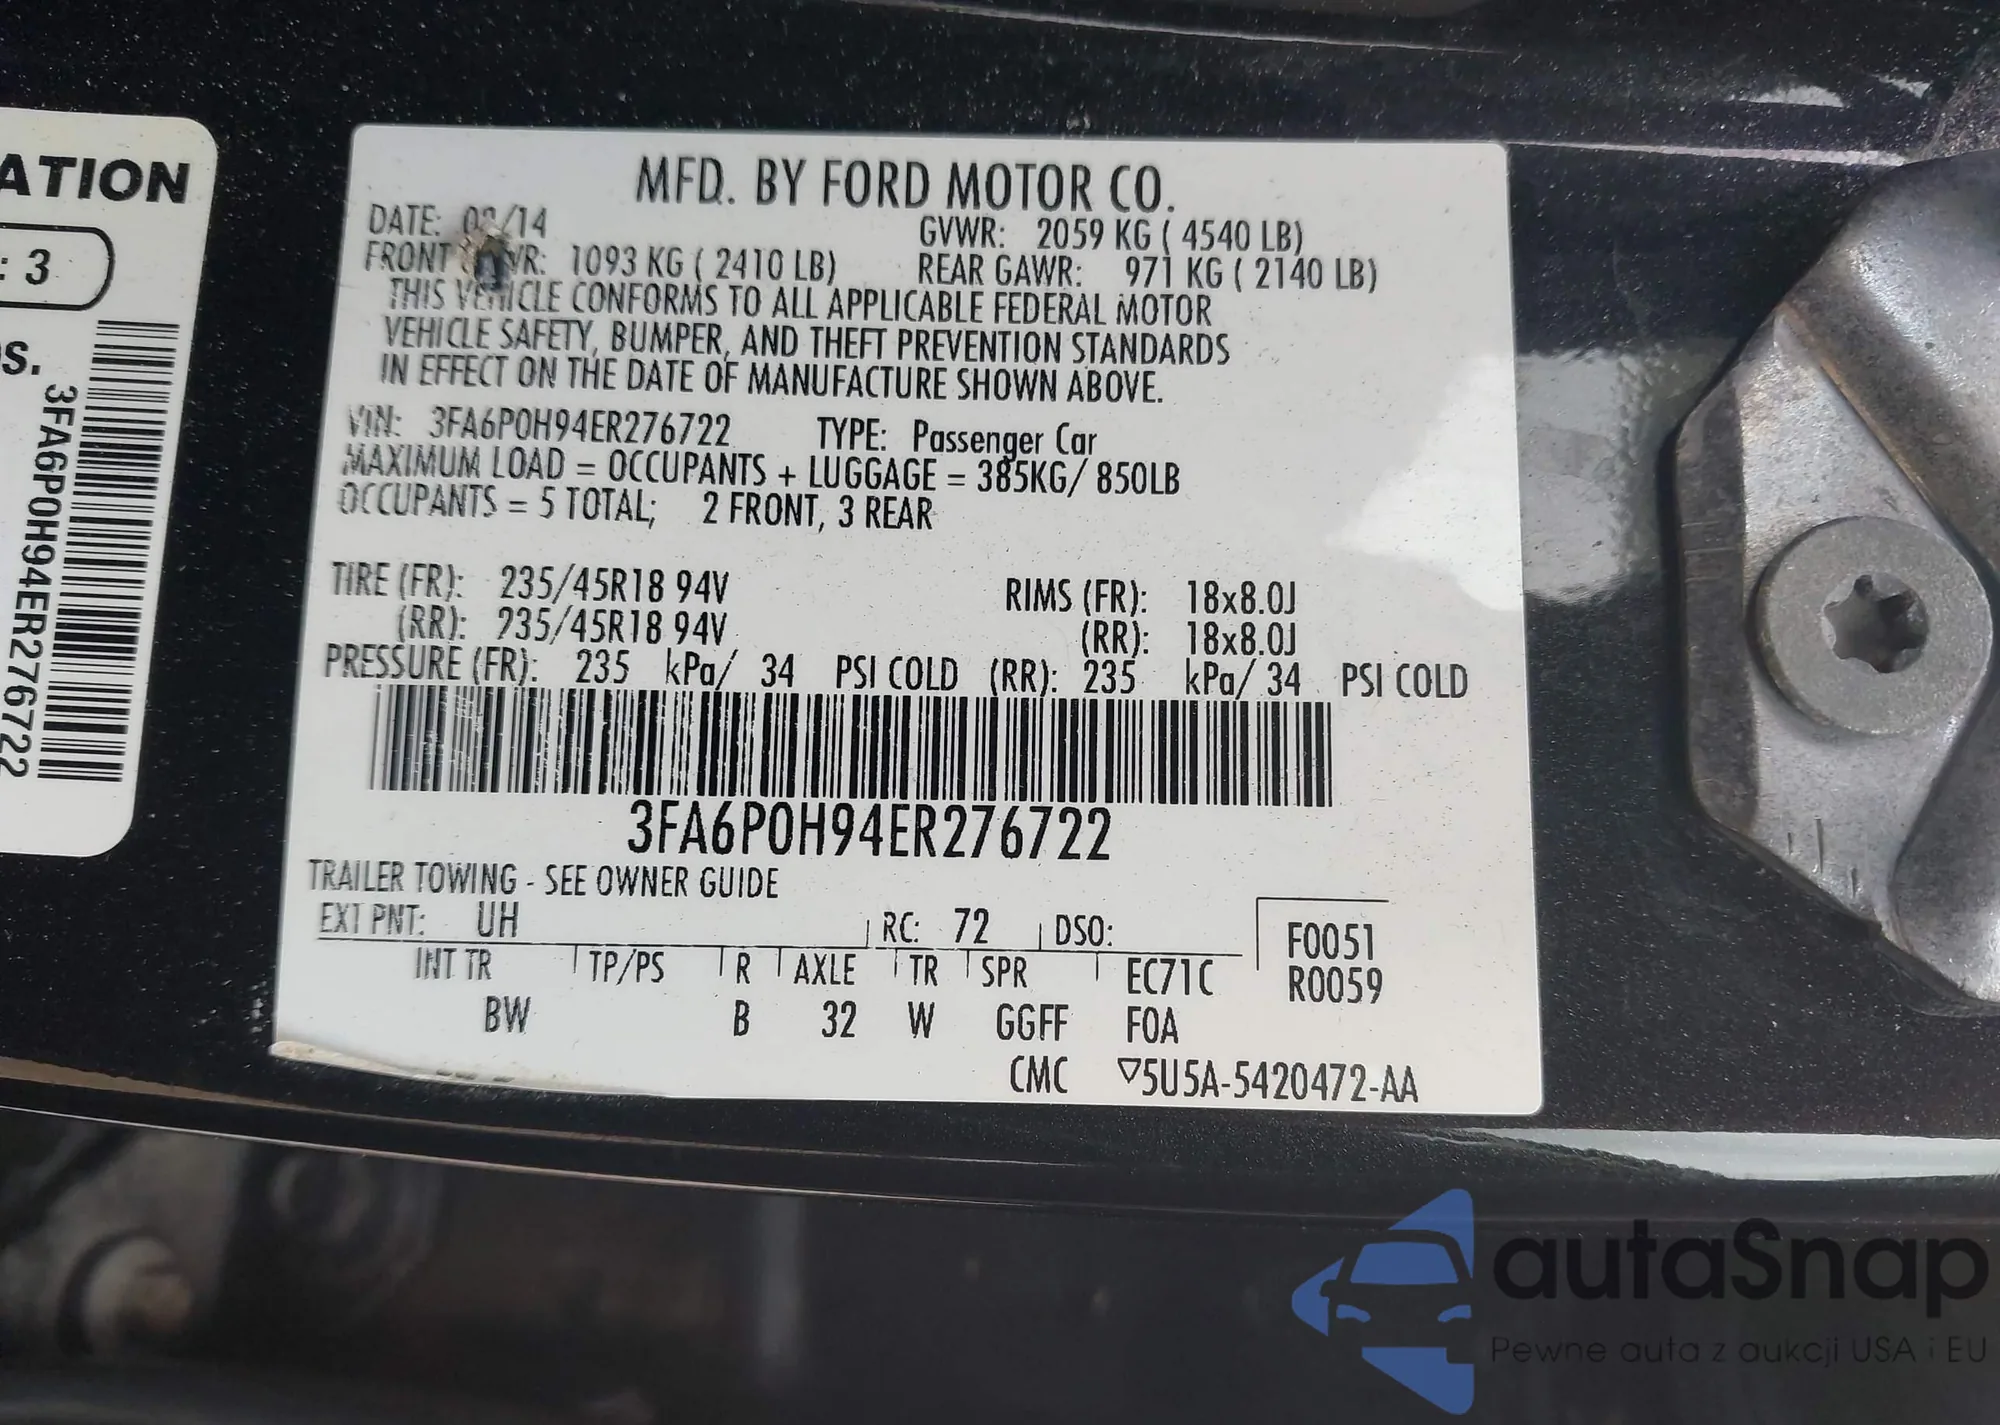 ATION
: 3
s.
3FA6P0H94ER276722
MFD. BY FORD MOTOR CO.
DATE: /14 GVWR: 2059 KG ( 4540 LB)
FRONT 1093 KG ( 2410 LB) REAR GAWR: 971 KG ( 2140 LB)
THIS VEHICLE CONFORMS TO ALL APPLICABLE FEDERAL MOTOR
VEHICLE SAFETY, BUMPER, AND THEFT PREVENTION STANDARDS
IN EFFECT ON THE DATE OF MANUFACTURE SHOWN ABOVE.
VIN: 3FA6P0H94ER276722 TYPE: Passenger Car
MAXIMUM LOAD = OCCUPANTS + LUGGAGE = 385KG/ 850LB
OCCUPANTS = 5 TOTAL; 2 FRONT, 3 REAR
TIRE (FR): 235/45R18 94V RIMS (FR): 18x8.0J
(RR): 235/45R18 94V (RR): 18x8.0J
PRESSURE (FR): 235 kPa/ 34 PSI COLD (RR): 235 kPa/ 34 PSI COLD
3FA6P0H94ER276722
TRAILER TOWING - SEE OWNER GUIDE
EXT PNT: UH RC: 72 DSO: F0051
INT TR TP/PS R AXLE TR SPR EC71C R0059
BW B 32 W GGFF F0A
CMC ▽5U5A-5420472-AA
autaSnap
Pewne auta z aukcji USA i EU